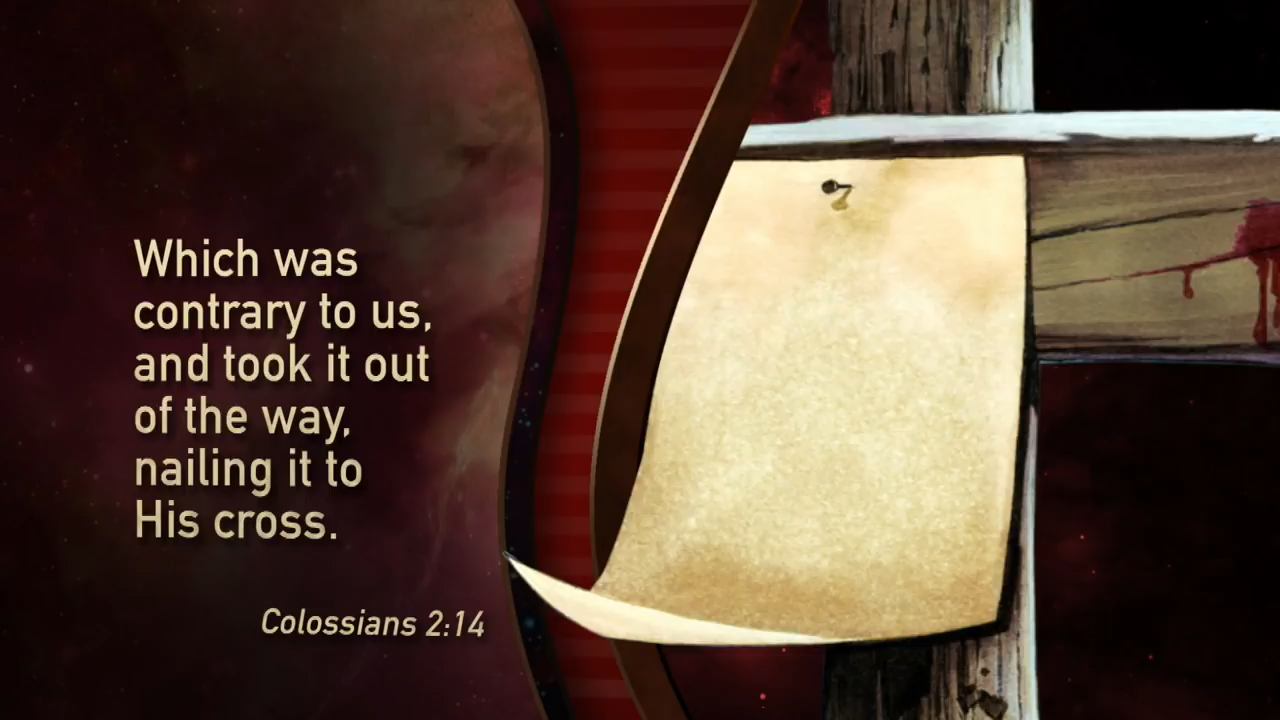 Which was
contrary to us,
and took it out
of the way,
nailing it to
His cross.
Colossians 2:14